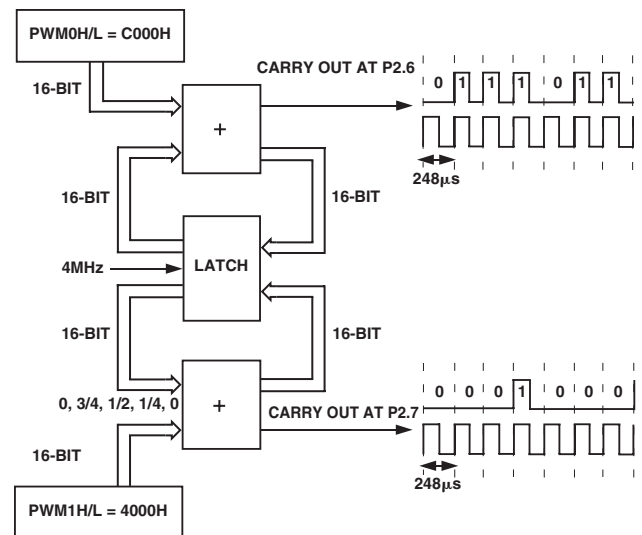 PWM0H/L = C000H
16-BIT
CARRY OUT AT P2.6
0 1 1 1 0 1 1
+
248µs
16-BIT
16-BIT
4MHz
LATCH
16-BIT
16-BIT
0, 3/4, 1/2, 1/4, 0
+
CARRY OUT AT P2.7
0 0 0 1 0 0 0
16-BIT
248µs
PWM1H/L = 4000H